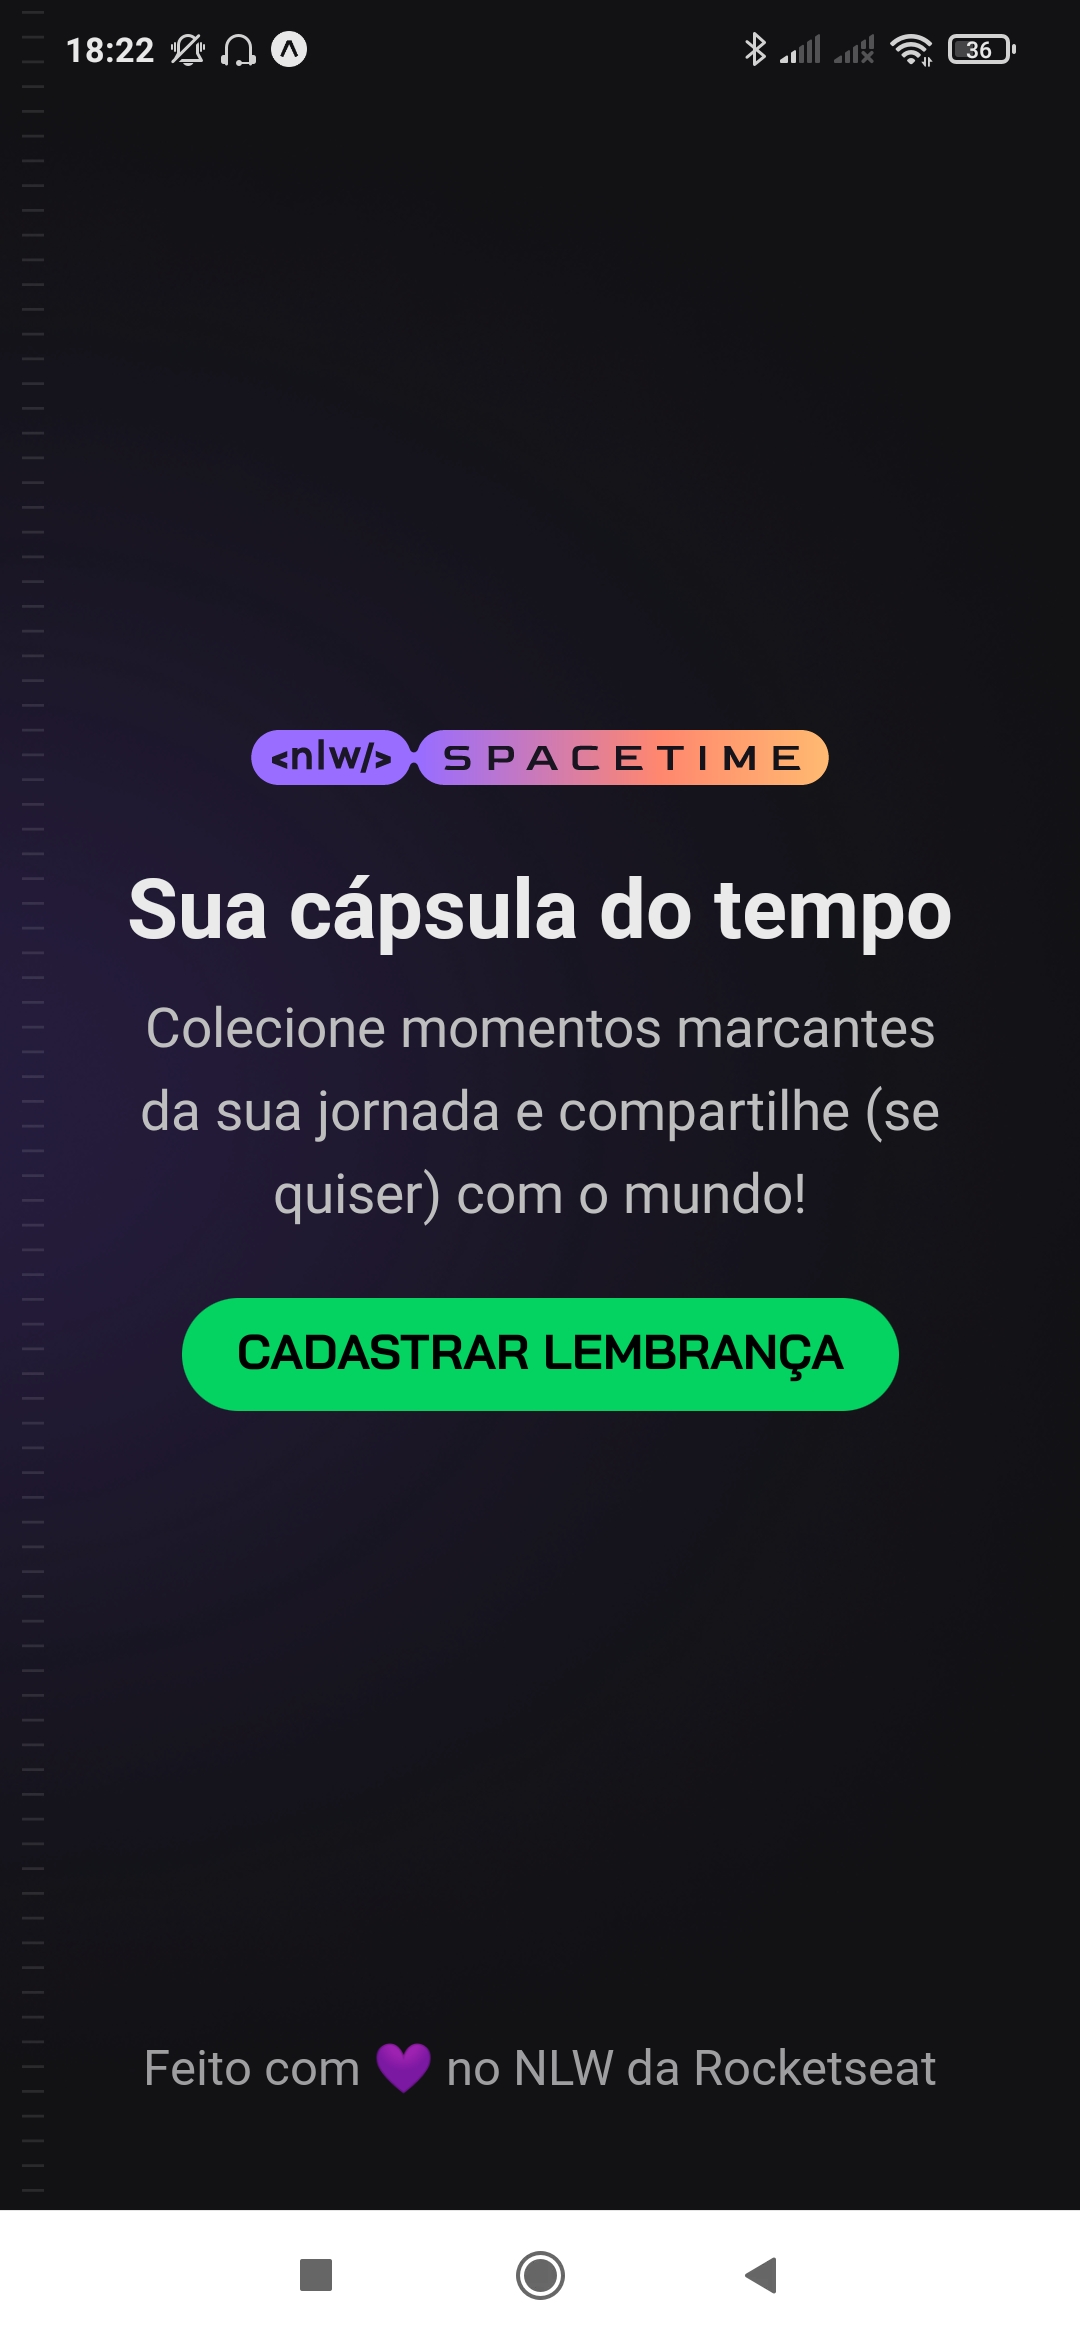 18:22
36
<nlw/> SPACETIME
Sua cápsula do tempo
Colecione momentos marcantes
da sua jornada e compartilhe (se
quiser) com o mundo!
CADASTRAR LEMBRANÇA
Feito com 💜 no NLW da Rocketseat